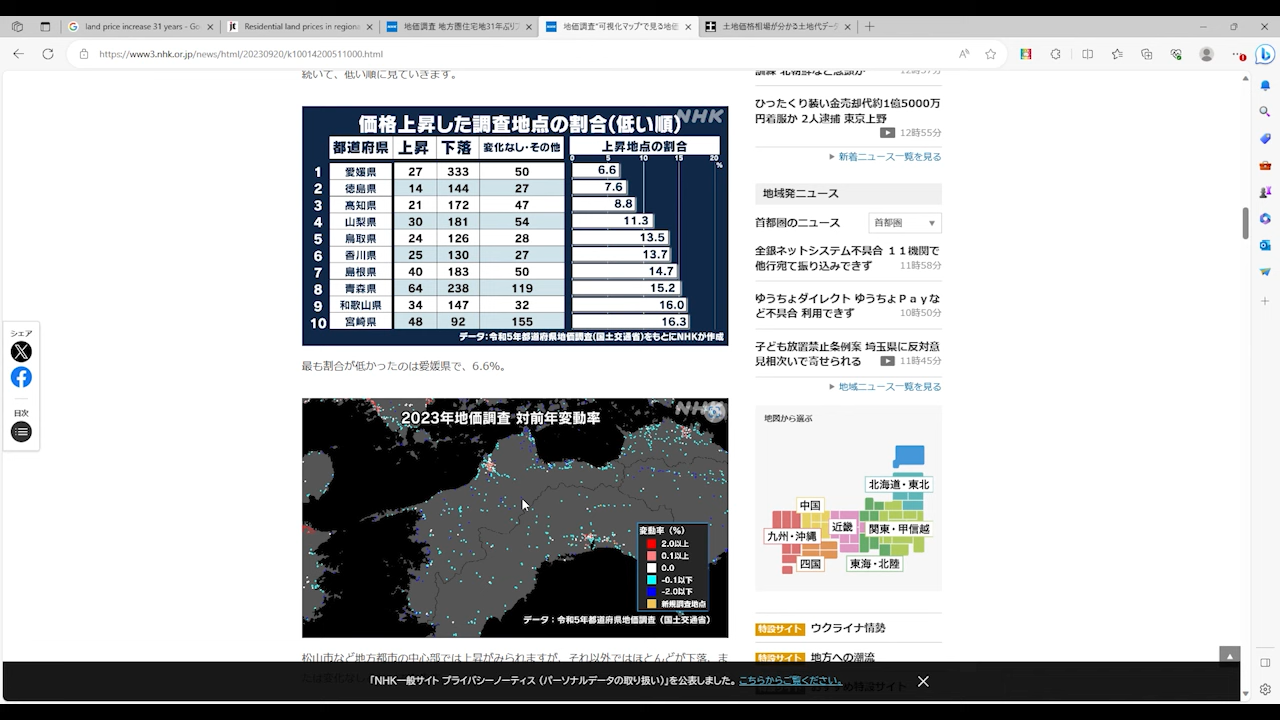 land price increase 31 years - Go
Residential land prices in regiona
地価調査 地方圏住宅地31年ぶり
地価調査"可視化マップ"で見る地価
土地価格相場が分かる土地代デー
https://www3.nhk.or.jp/news/html/20230920/k10014200511000.html
続いて、低い順に見ていきます。
NHK
価格上昇した調査地点の割合(低い順)
都道府県 上昇 下落 変化なし・その他 上昇地点の割合
0 5 10 15 20 %
1 愛媛県 27 333 50 6.6
2 徳島県 14 144 27 7.6
3 高知県 21 172 47 8.8
4 山梨県 30 181 54 11.3
5 鳥取県 24 126 28 13.5
6 香川県 25 130 27 13.7
7 島根県 40 183 50 14.7
8 青森県 64 238 119 15.2
9 和歌山県 34 147 32 16.0
10 宮崎県 48 92 155 16.3
データ:令和5年都道府県地価調査(国土交通省)をもとにNHKが作成
最も割合が低かったのは愛媛県で、6.6%。
NHK
2023年地価調査 対前年変動率
変動率(%)
2.0以上
0.1以上
0.0
-0.1以下
-2.0以下
新規調査地点
データ:令和5年都道府県地価調査(国土交通省)
松山市など地方都市の中心部では上昇がみられますが、それ以外ではほとんどが下落、ま
シェア
目次
12時57分
ひったくり装い金売却代約1億5000万
円着服か 2人逮捕 東京上野
12時55分
新着ニュース一覧を見る
地域発ニュース
首都圏のニュース
首都圏
全銀ネットシステム不具合 11機関で
他行宛て振り込みできず 11時58分
ゆうちょダイレクト ゆうちょPayな
ど不具合 利用できず 10時50分
子ども放置禁止条例案 埼玉県に反対意
見相次いで寄せられる 11時45分
地域ニュース一覧を見る
地図から選ぶ
北海道・東北
中国
近畿
関東・甲信越
九州・沖縄
四国
東海・北陸
特設サイト ウクライナ情勢
特設サイト 地方への潮流
「NHK一般サイト プライバシーノーティス(パーソナルデータの取り扱い)」を公表しました。こちらからご覧ください。